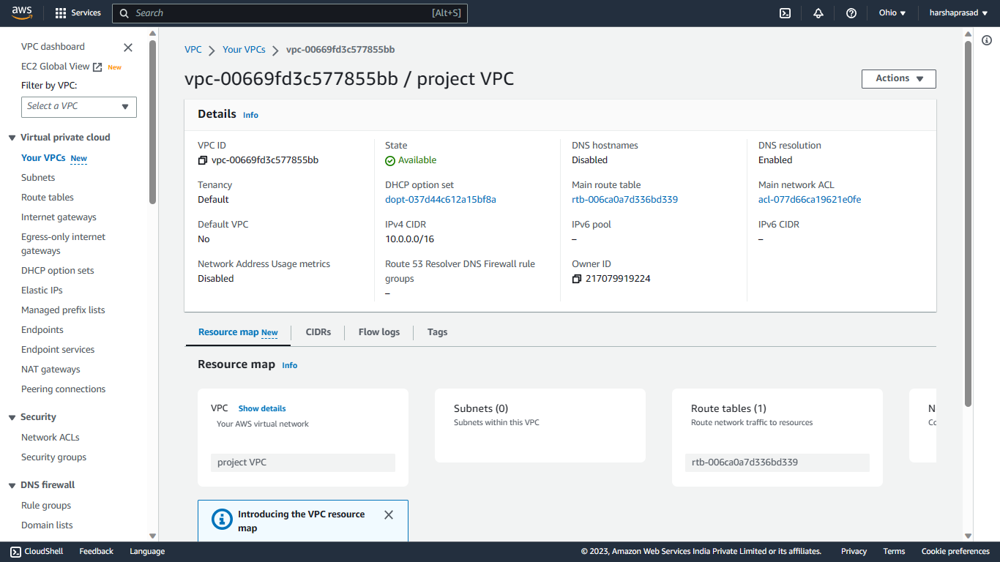 aws
Services
Search
[Alt+S]
Ohio
harshaprasad
VPC dashboard
EC2 Global View
New
Filter by VPC:
Select a VPC
Virtual private cloud
Your VPCs New
Subnets
Route tables
Internet gateways
Egress-only internet
gateways
DHCP option sets
Elastic IPs
Managed prefix lists
Endpoints
Endpoint services
NAT gateways
Peering connections
Security
Network ACLs
Security groups
DNS firewall
Rule groups
Domain lists
VPC
Your VPCs
vpc-00669fd3c577855bb
vpc-00669fd3c577855bb / project VPC
Actions
Details Info
VPC ID
vpc-00669fd3c577855bb
State
Available
DNS hostnames
Disabled
DNS resolution
Enabled
Tenancy
Default
DHCP option set
dopt-037d44c612a15bf8a
Main route table
rtb-006ca0a7d336bd339
Main network ACL
acl-077d66ca19621e0fe
Default VPC
No
IPv4 CIDR
10.0.0.0/16
IPv6 pool
–
IPv6 CIDR
–
Network Address Usage metrics
Disabled
Route 53 Resolver DNS Firewall rule
groups
–
Owner ID
217079919224
Resource map New
CIDRs
Flow logs
Tags
Resource map Info
VPC Show details
Your AWS virtual network
project VPC
Subnets (0)
Subnets within this VPC
Route tables (1)
Route network traffic to resources
rtb-006ca0a7d336bd339
N
Introducing the VPC resource
map
CloudShell
Feedback
Language
© 2023, Amazon Web Services India Private Limited or its affiliates.
Privacy
Terms
Cookie preferences